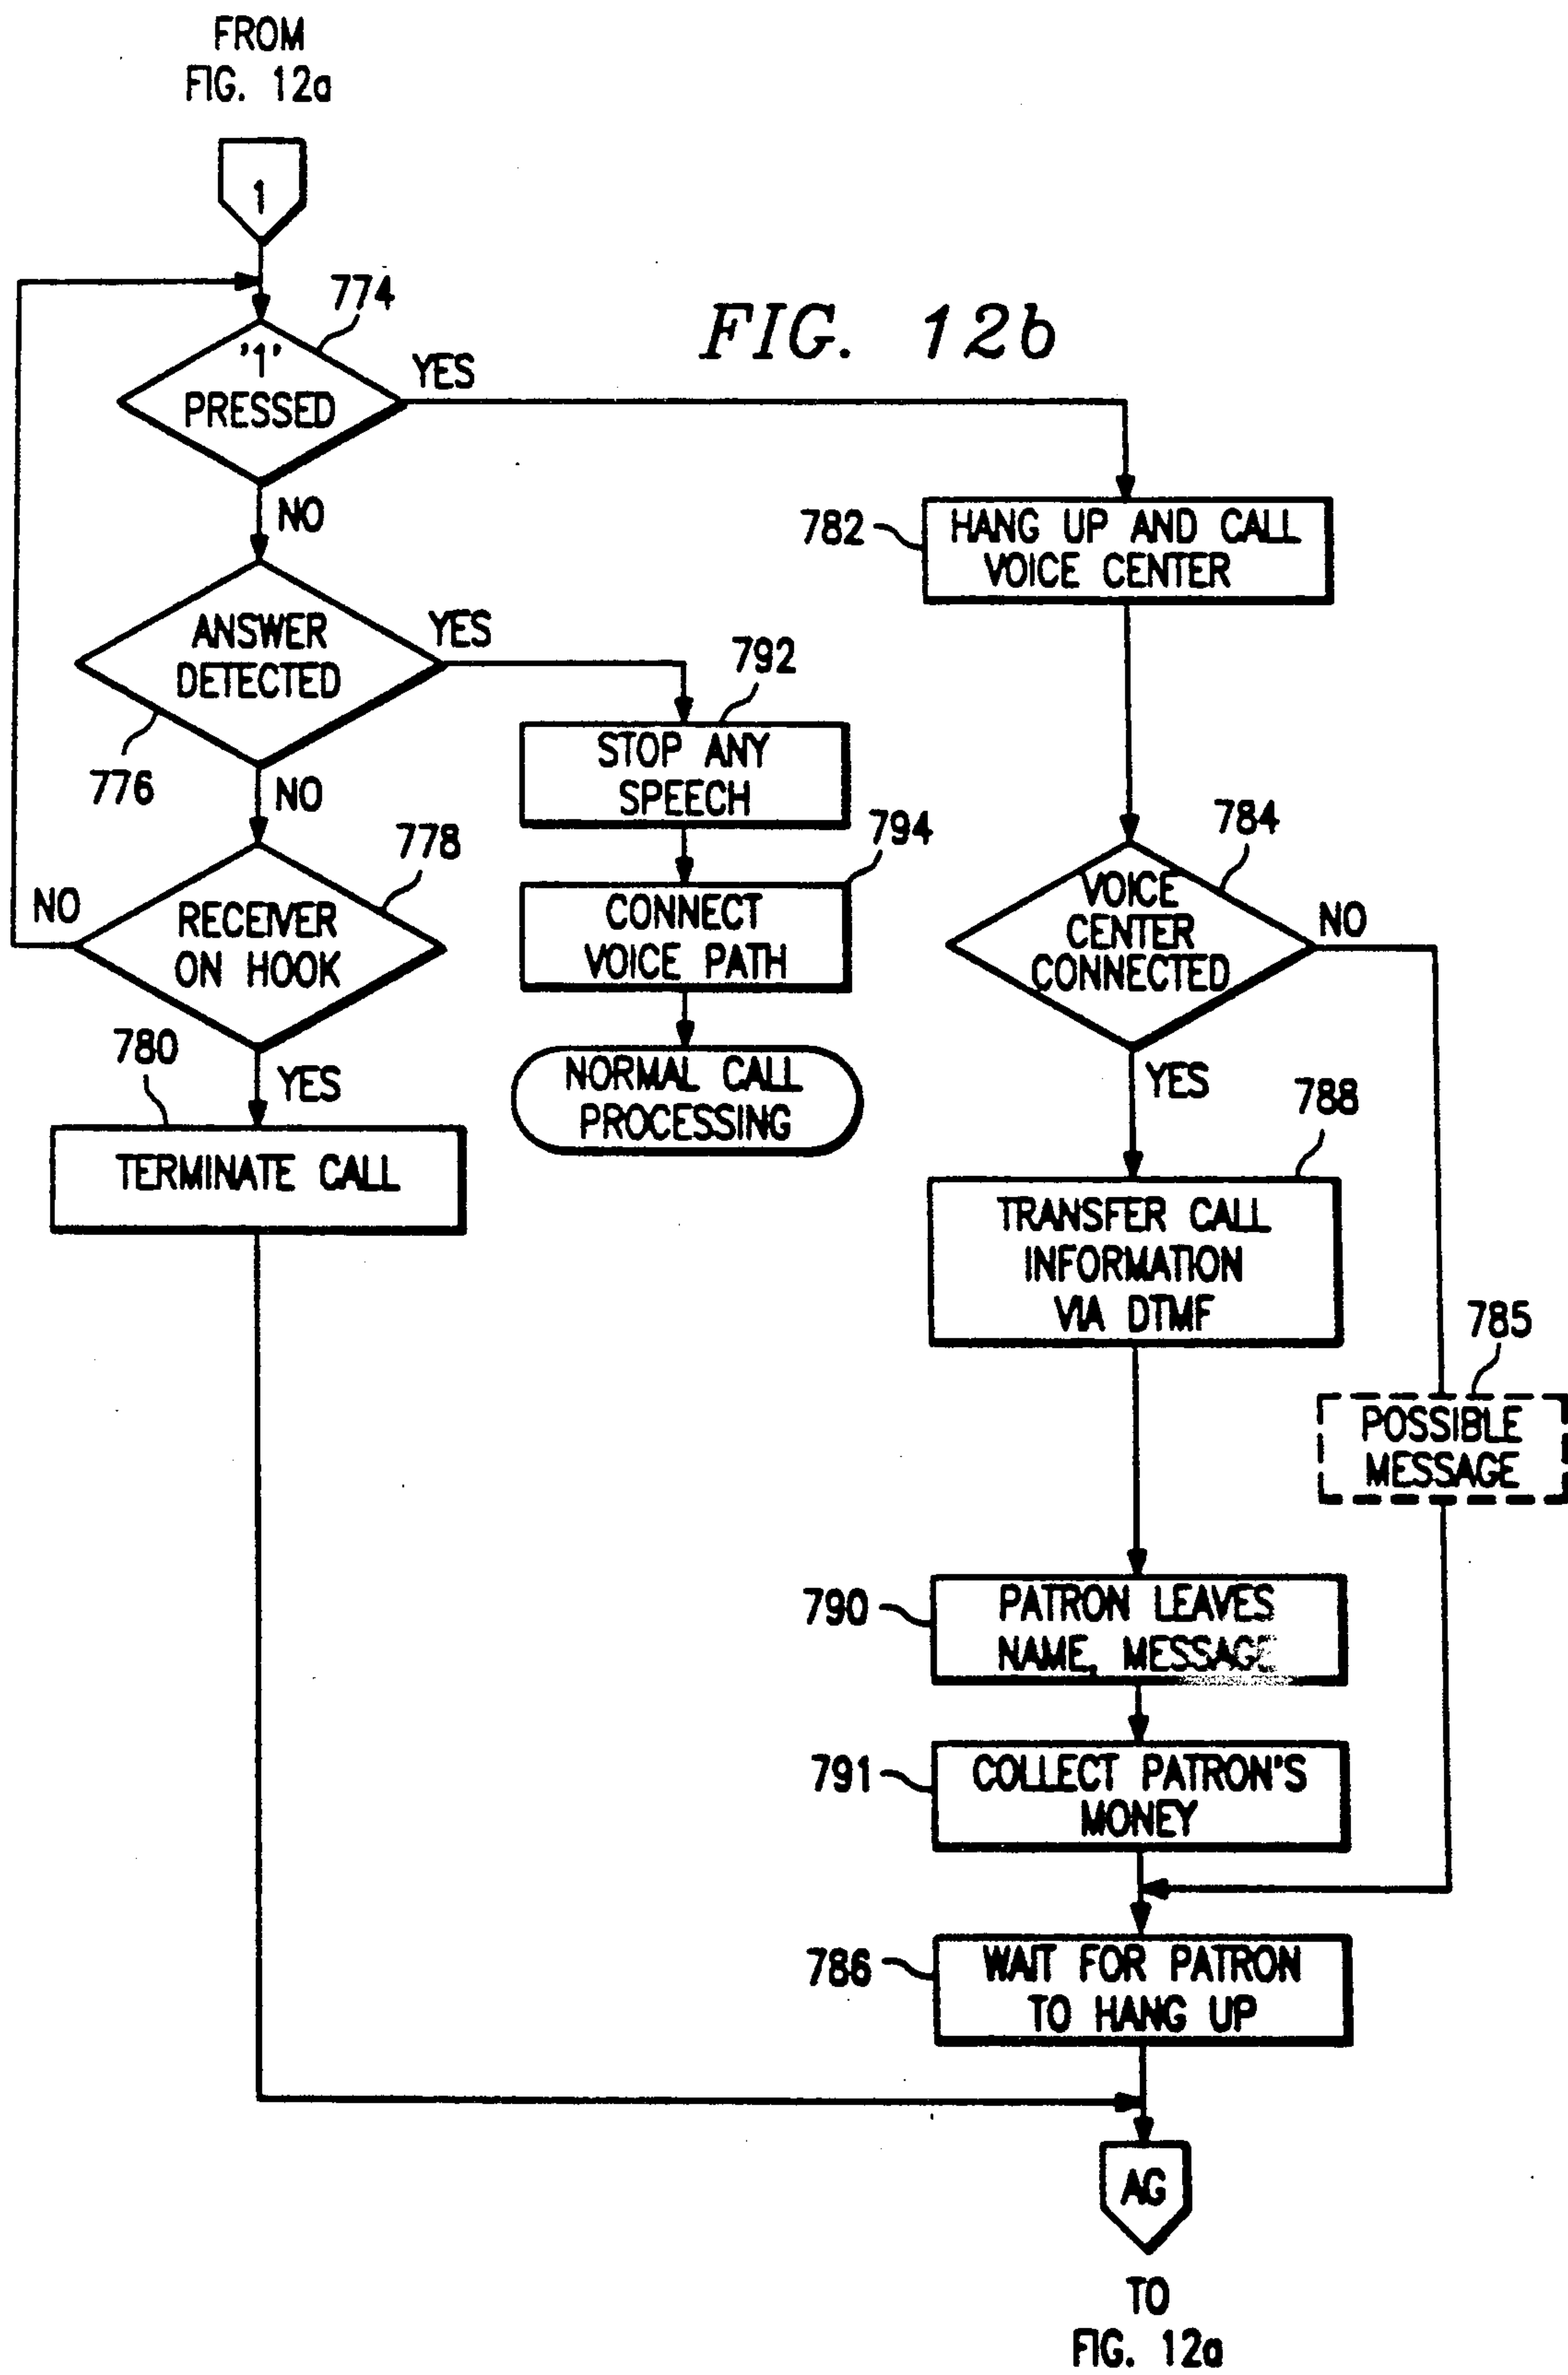 FROM
FIG. 12a
1
774
FIG. 12b
'1'
PRESSED
YES
NO
782
HANG UP AND CALL
VOICE CENTER
ANSWER
DETECTED
YES
776
NO
792
STOP ANY
SPEECH
794
CONNECT
VOICE PATH
NORMAL CALL
PROCESSING
778
NO
RECEIVER
ON HOOK
780
YES
TERMINATE CALL
784
VOICE
CENTER
CONNECTED
NO
YES
788
TRANSFER CALL
INFORMATION
VIA DTMF
785
POSSIBLE
MESSAGE
790
PATRON LEAVES
NAME, MESSAGE
791
COLLECT PATRON'S
MONEY
786
WAIT FOR PATRON
TO HANG UP
AG
TO
FIG. 12a